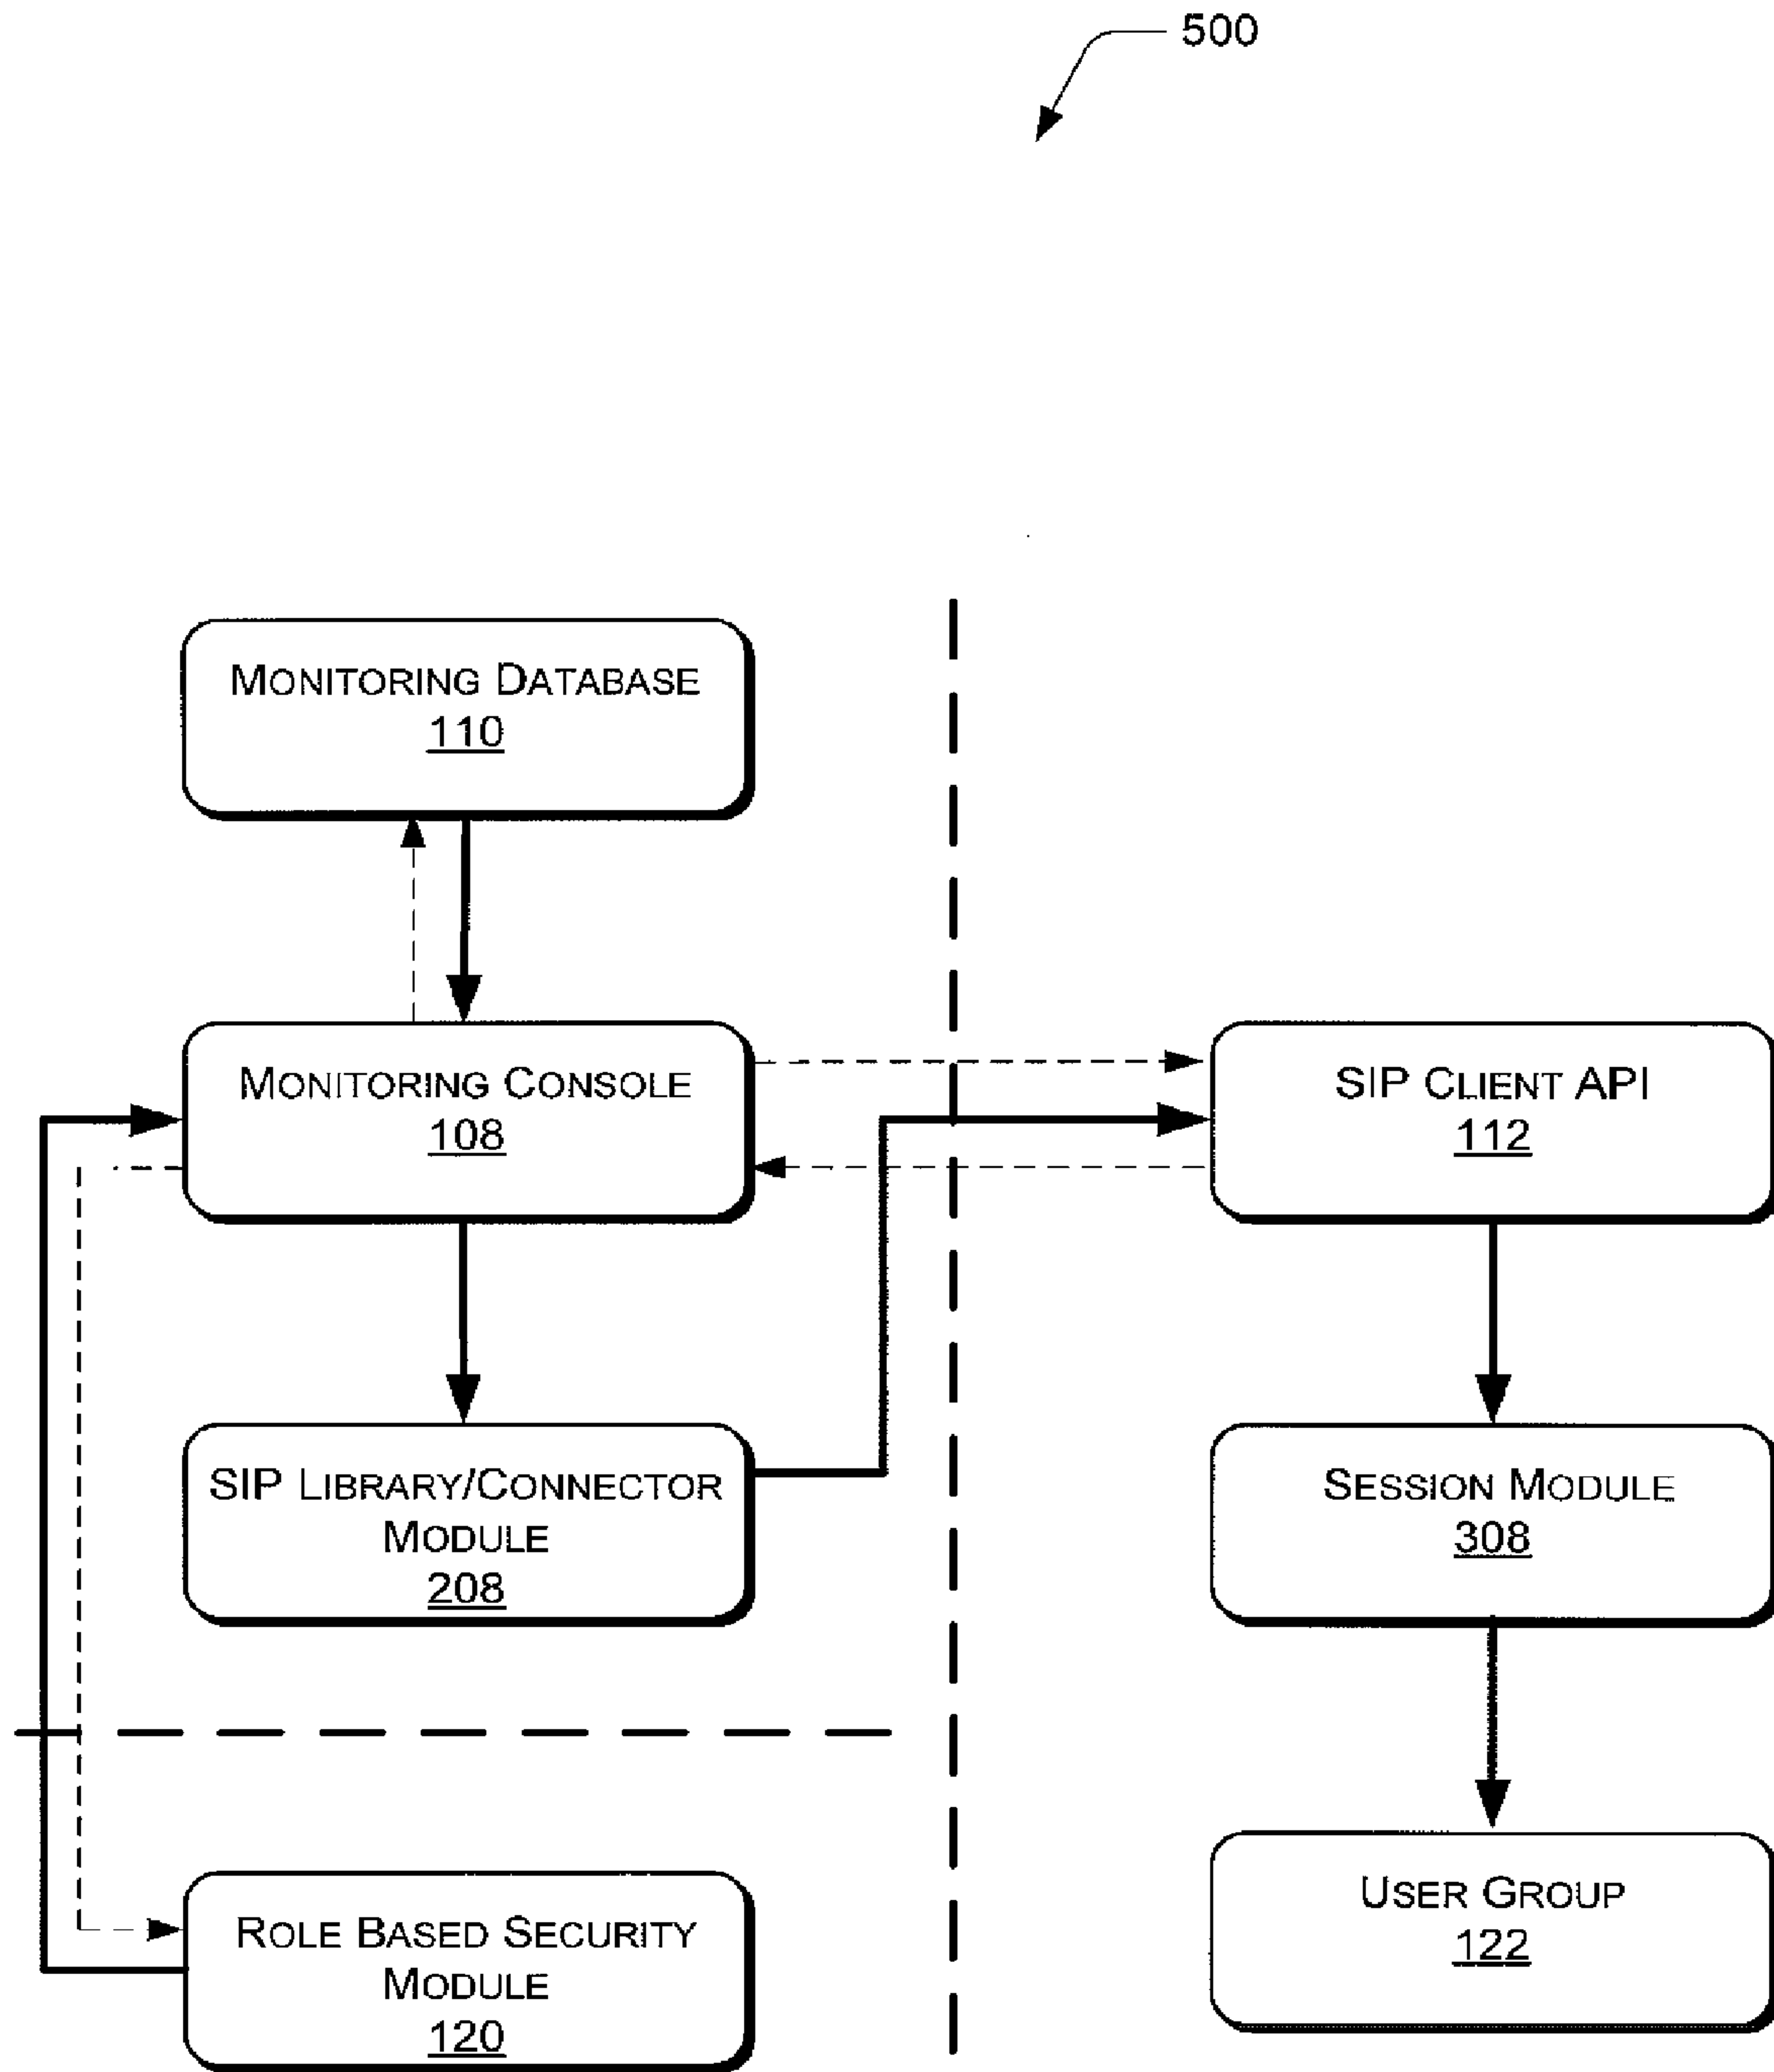 500
MONITORING DATABASE
110
MONITORING CONSOLE
108
SIP CLIENT API
112
SIP LIBRARY/CONNECTOR
MODULE
208
SESSION MODULE
308
ROLE BASED SECURITY
MODULE
120
USER GROUP
122